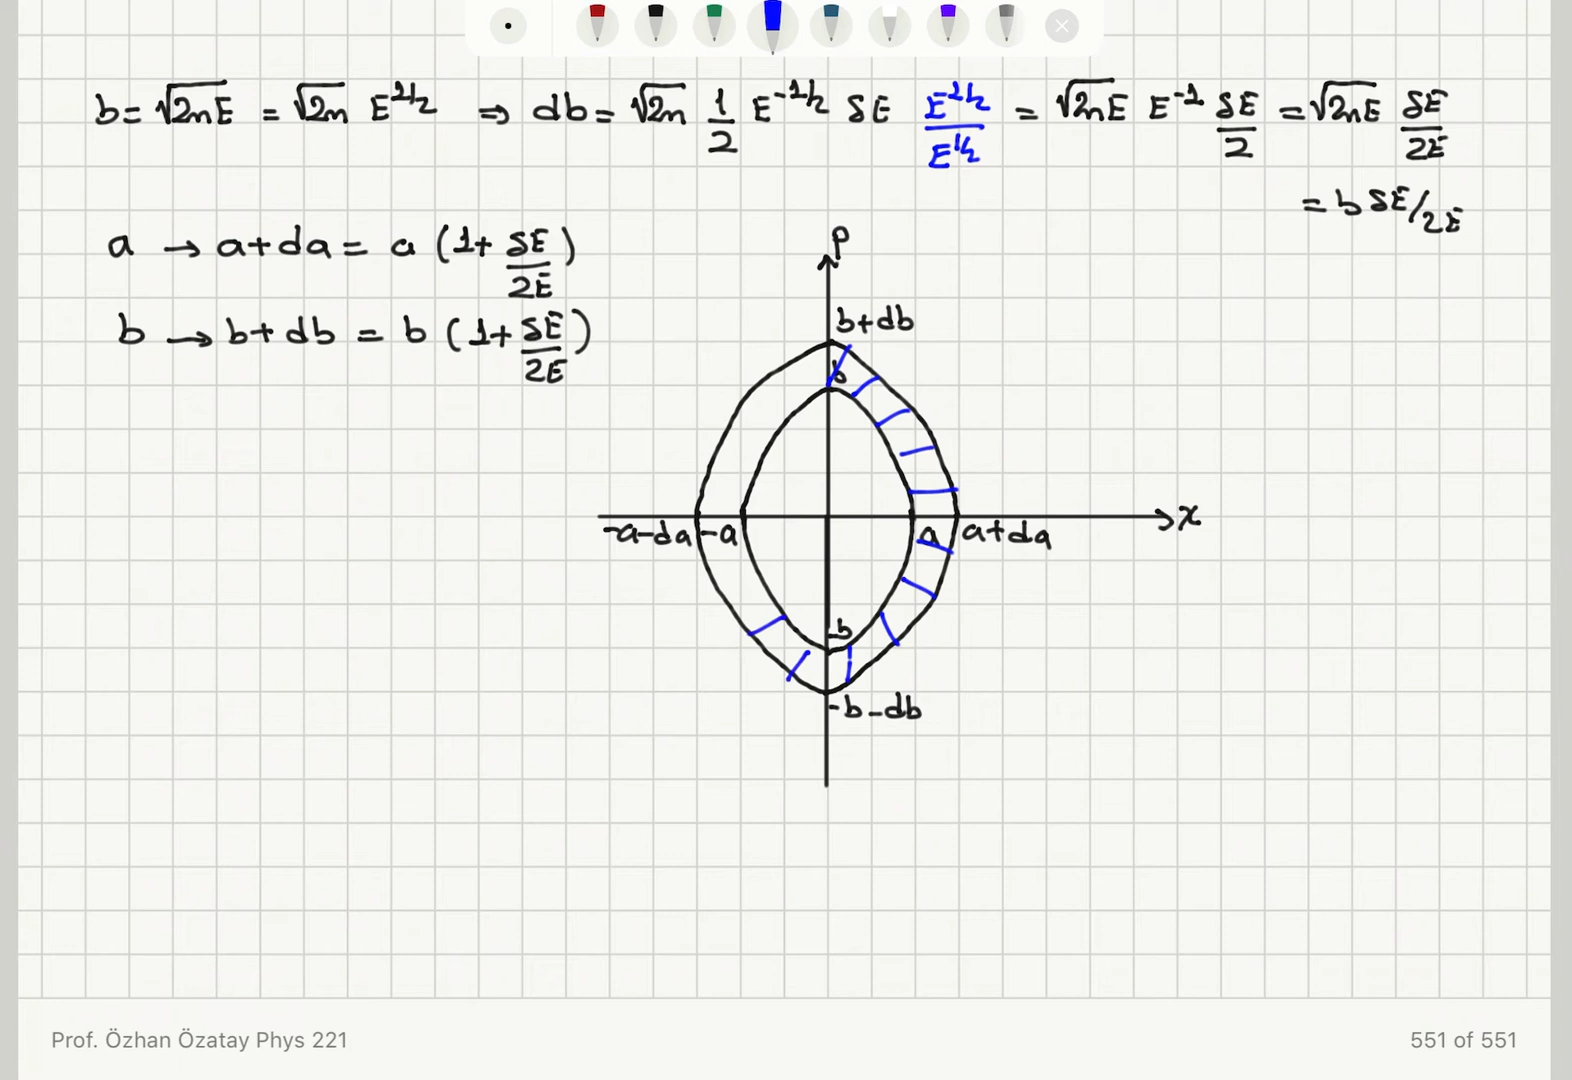 b = √2mE = √2m E^1/2 ⇒ db = √2m 1/2 E^-1/2 δE E^1/2/E^1/2 = √2mE E^-1 δE/2 = √2mE δE/2E
= b δE/2E
a → a+da = a (1+ δE/2E)
b → b+db = b (1+ δE/2E)
P
b+db
b
x
-a-da
-a
a
a+da
-b
-b-db
Prof. Özhan Özatay Phys 221
551 of 551